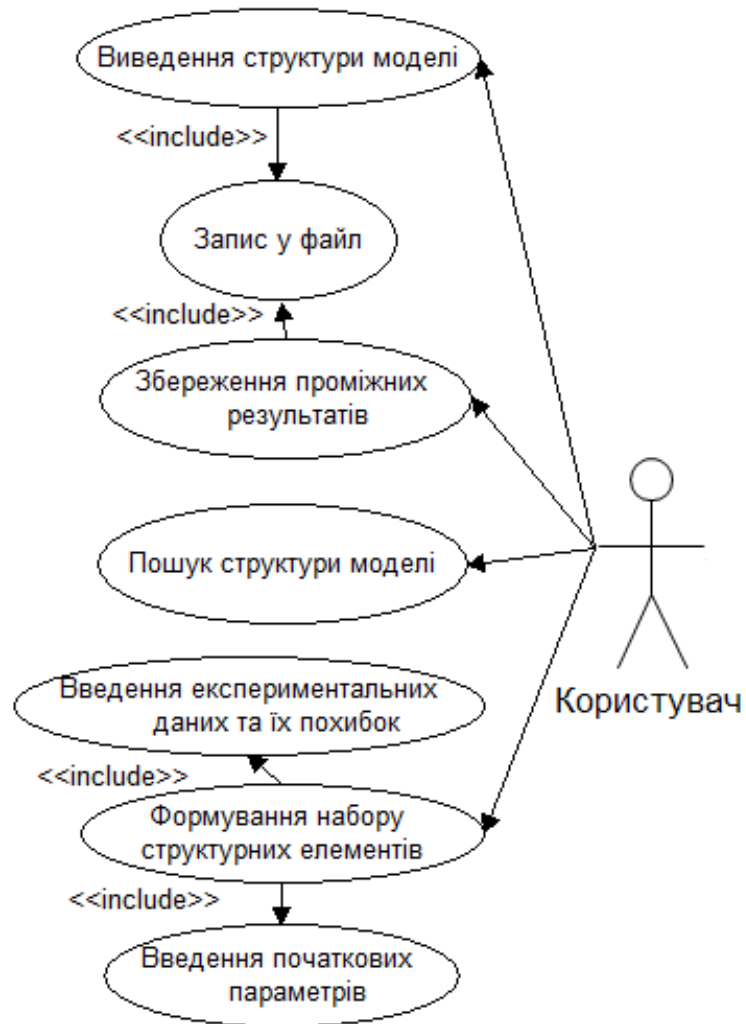 Виведення структури моделі
<<include>>
Запис у файл
<<include>>
Збереження проміжних
результатів
Пошук структури моделі
Користувач
Введення експериментальних
даних та їх похибок
<<include>>
Формування набору
структурних елементів
<<include>>
Введення початкових
параметрів